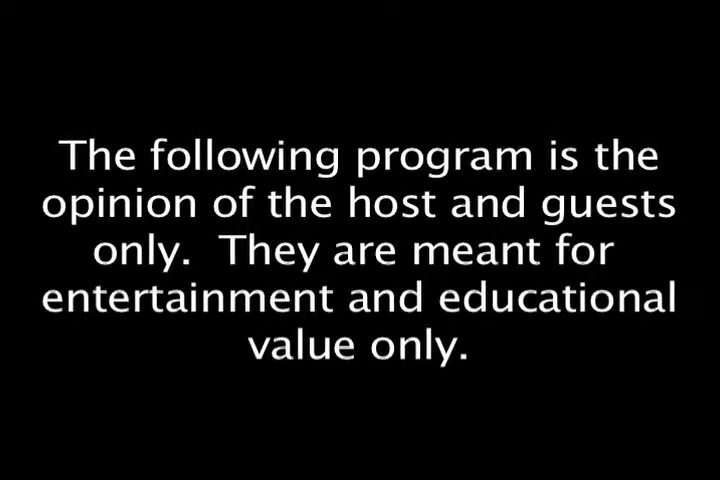 The following program is the
opinion of the host and guests
only.  They are meant for
entertainment and educational
value only.